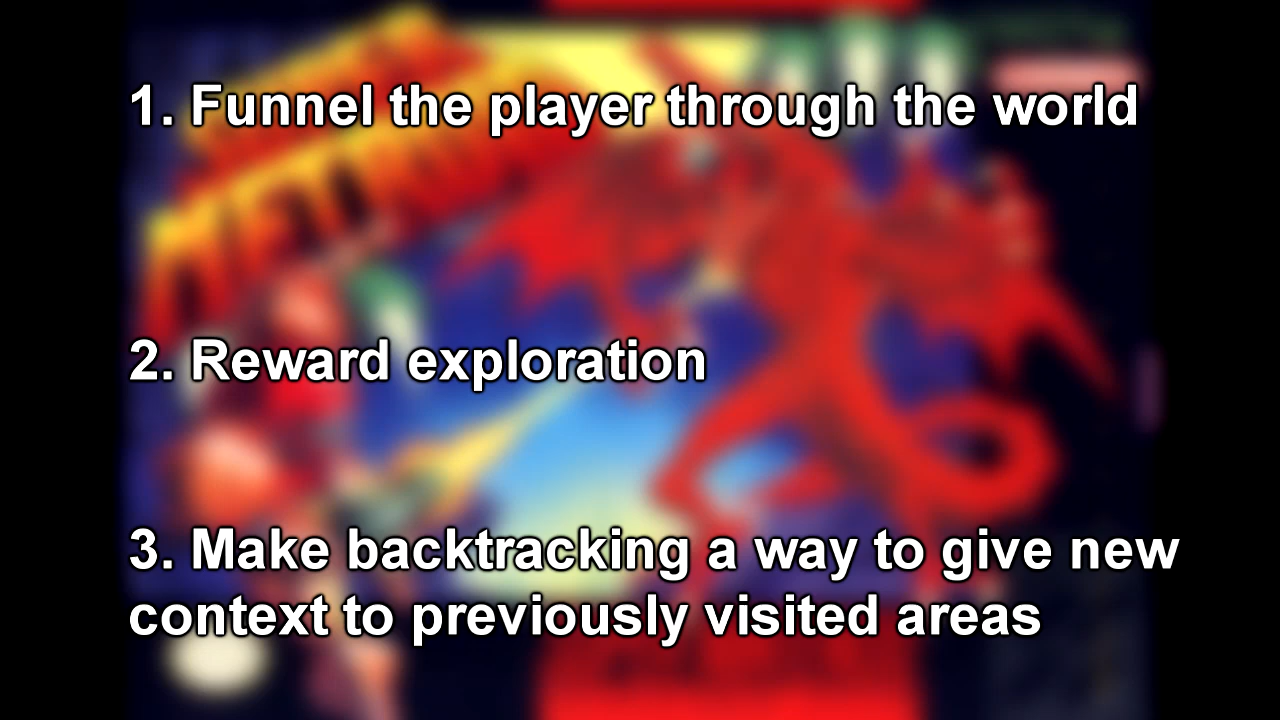 1. Funnel the player through the world
2. Reward exploration
3. Make backtracking a way to give new
context to previously visited areas